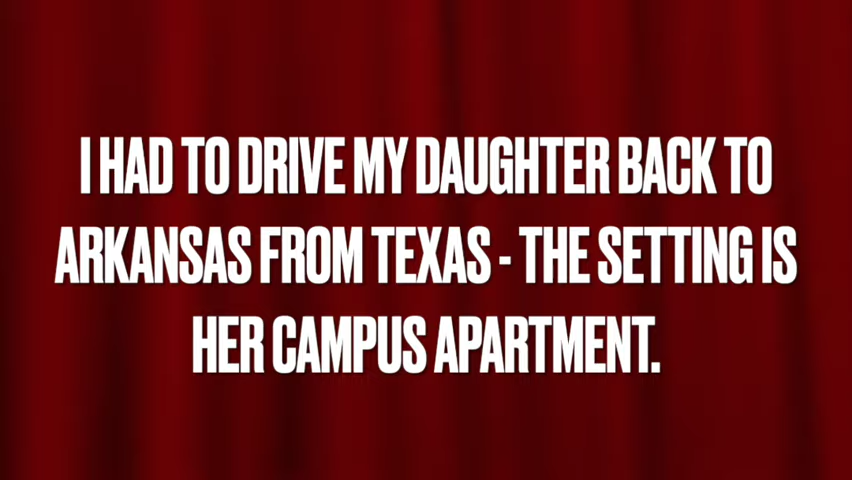 I HAD TO DRIVE MY DAUGHTER BACK TO
ARKANSAS FROM TEXAS - THE SETTING IS
HER CAMPUS APARTMENT.